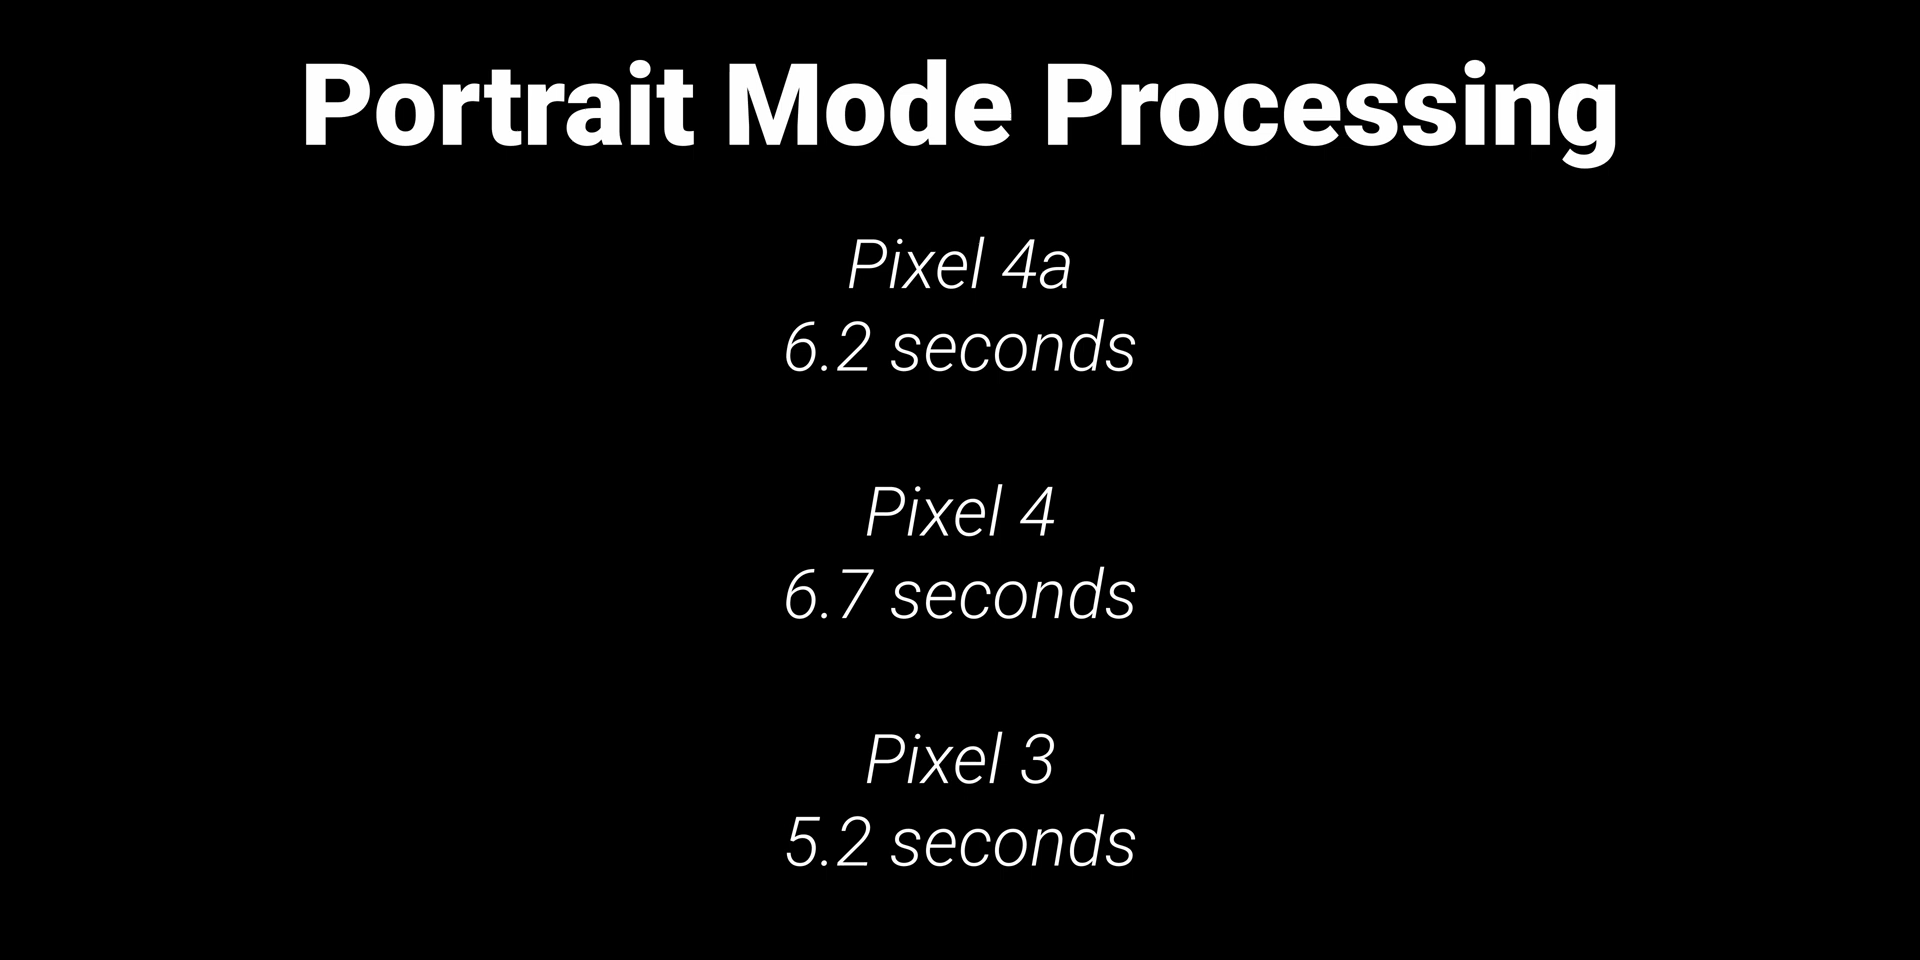 Portrait Mode Processing
Pixel 4a
6.2 seconds
Pixel 4
6.7 seconds
Pixel 3
5.2 seconds